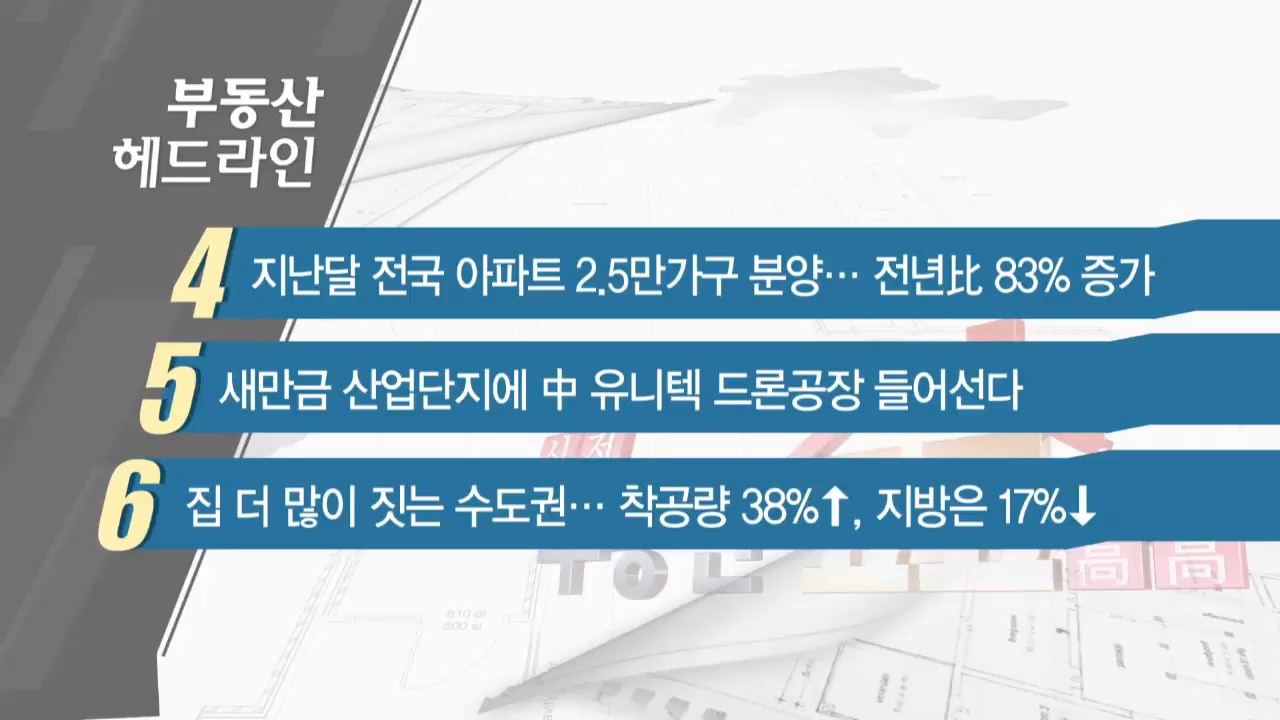 부동산
헤드라인
4 지난달 전국 아파트 2.5만가구 분양… 전년比 83% 증가
5 새만금 산업단지에 中 유니텍 드론공장 들어선다
6 집 더 많이 짓는 수도권… 착공량 38%↑, 지방은 17%↓
高 高